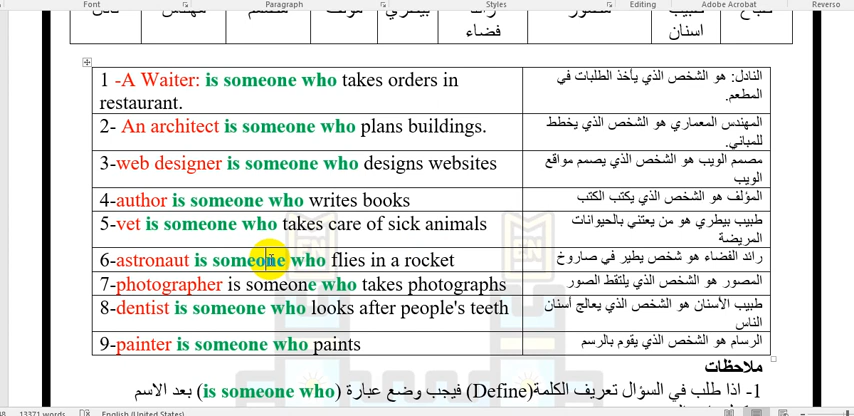 Font Paragraph Styles Editing Adobe Acrobat Reverso
اسنان
فضاء
1 -A Waiter: is someone who takes orders in restaurant.
النادل: هو الشخص الذي يأخذ الطلبات في
المطعم.
2- An architect is someone who plans buildings.
المهندس المعماري هو الشخص الذي يخطط
للمباني.
3-web designer is someone who designs websites
مصمم الويب هو الشخص الذي يصمم مواقع
الويب
4-author is someone who writes books
المؤلف هو الشخص الذي يكتب الكتب
5-vet is someone who takes care of sick animals
طبيب بيطري هو من يعتني بالحيوانات
المريضة
6-astronaut is someone who flies in a rocket
رائد الفضاء هو شخص يطير في صاروخ
7-photographer is someone who takes photographs
المصور هو الشخص الذي يلتقط الصور
8-dentist is someone who looks after people's teeth
طبيب الأسنان هو الشخص الذي يعالج أسنان
الناس
9-painter is someone who paints
الرسام هو الشخص الذي يقوم بالرسم
ملاحظات
1- اذا طلب في السؤال تعريف الكلمة(Define) فيجب وضع عبارة (is someone who) بعد الاسم
13371 words English (United States)